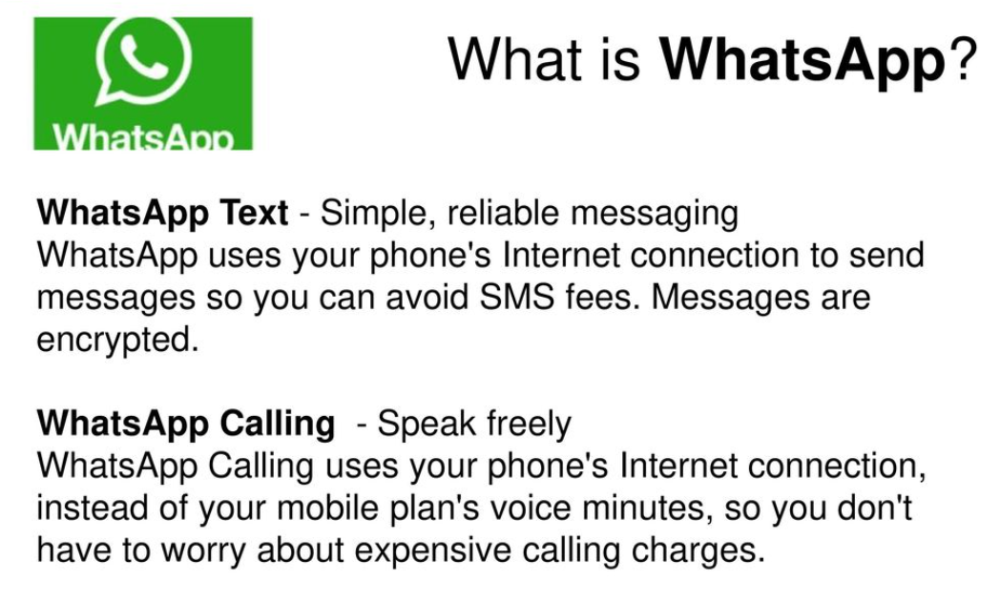 WhatsApp
What is WhatsApp?
WhatsApp Text - Simple, reliable messaging
WhatsApp uses your phone's Internet connection to send
messages so you can avoid SMS fees. Messages are
encrypted.
WhatsApp Calling - Speak freely
WhatsApp Calling uses your phone's Internet connection,
instead of your mobile plan's voice minutes, so you don't
have to worry about expensive calling charges.